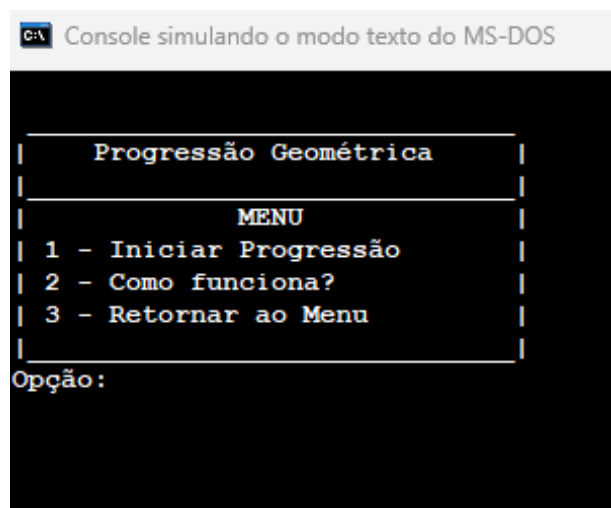 C:\ Console simulando o modo texto do MS-DOS
Progressão Geométrica
MENU
1 - Iniciar Progressão
2 - Como funciona?
3 - Retornar ao Menu
Opção: